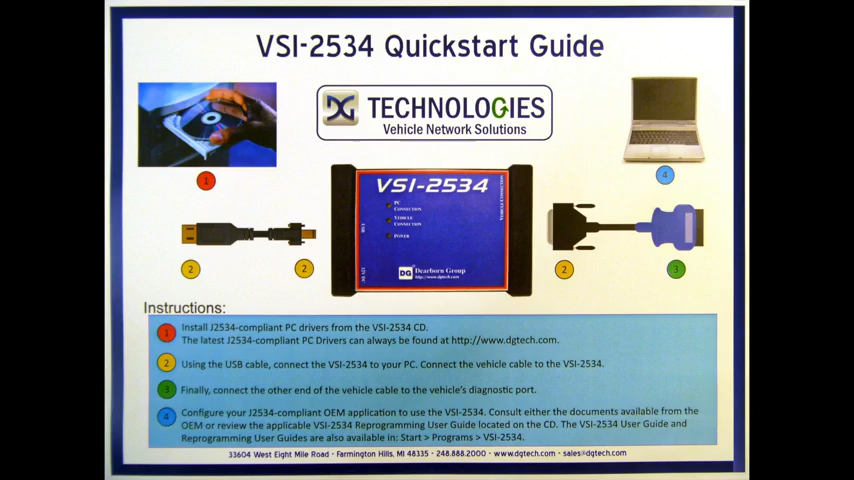 VSI-2534 Quickstart Guide
DG TECHNOLOGIES
Vehicle Network Solutions
1
4
VSI-2534
PC
CONNECTION
VEHICLE
CONNECTION
POWER
VEHICLE CONNECTION
DG Dearborn Group
http://www.dgtech.com
2
2
2
3
Instructions:
1 Install J2534-compliant PC drivers from the VSI-2534 CD.
The latest J2534-compliant PC Drivers can always be found at http://www.dgtech.com.
2 Using the USB cable, connect the VSI-2534 to your PC. Connect the vehicle cable to the VSI-2534.
3 Finally, connect the other end of the vehicle cable to the vehicle's diagnostic port.
4 Configure your J2534-compliant OEM application to use the VSI-2534. Consult either the documents available from the
OEM or review the applicable VSI-2534 Reprogramming User Guide located on the CD. The VSI-2534 User Guide and
Reprogramming User Guides are also available in: Start > Programs > VSI-2534.
33604 West Eight Mile Road - Farmington Hills, MI 48335 - 248.888.2000 - www.dgtech.com - sales@dgtech.com